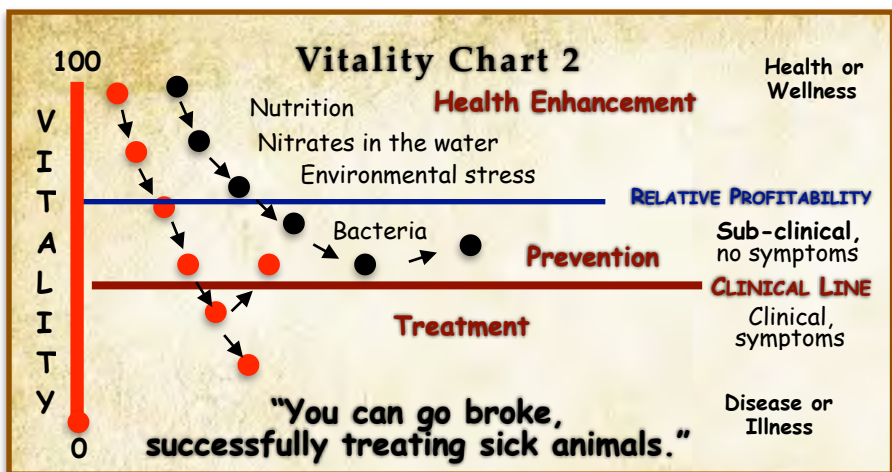 Vitality Chart 2
100
VITALITY
0
Nutrition
Nitrates in the water
Environmental stress
Bacteria
Health Enhancement
Health or
Wellness
RELATIVE PROFITABILITY
Sub-clinical,
no symptoms
Prevention
CLINICAL LINE
Clinical,
symptoms
Treatment
Disease or
Illness
“You can go broke,
successfully treating sick animals.”